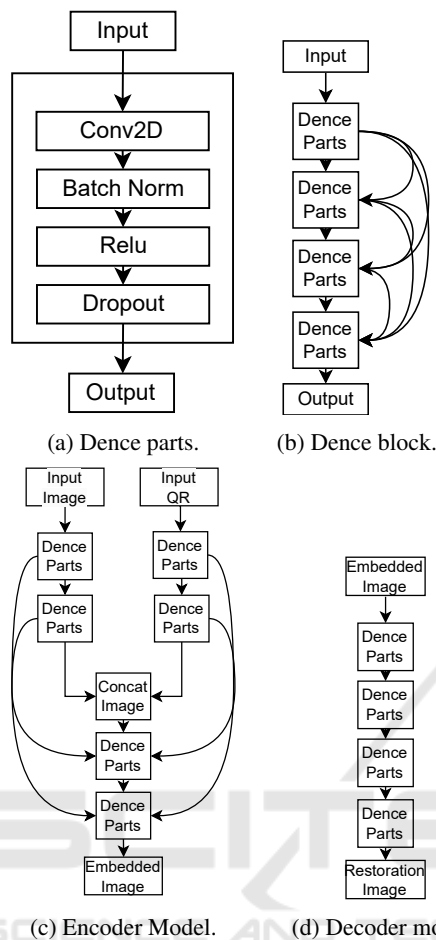 Input
Conv2D
Batch Norm
Relu
Dropout
Output
(a) Dence parts.
Input
Dence
Parts
Dence
Parts
Dence
Parts
Dence
Parts
Output
(b) Dence block.
Input
Image
Input
QR
Dence
Parts
Dence
Parts
Dence
Parts
Dence
Parts
Concat
Image
Dence
Parts
Dence
Parts
Embedded
Image
(c) Encoder Model.
Embedded
Image
Dence
Parts
Dence
Parts
Dence
Parts
Dence
Parts
Restoration
Image
(d) Decoder mo